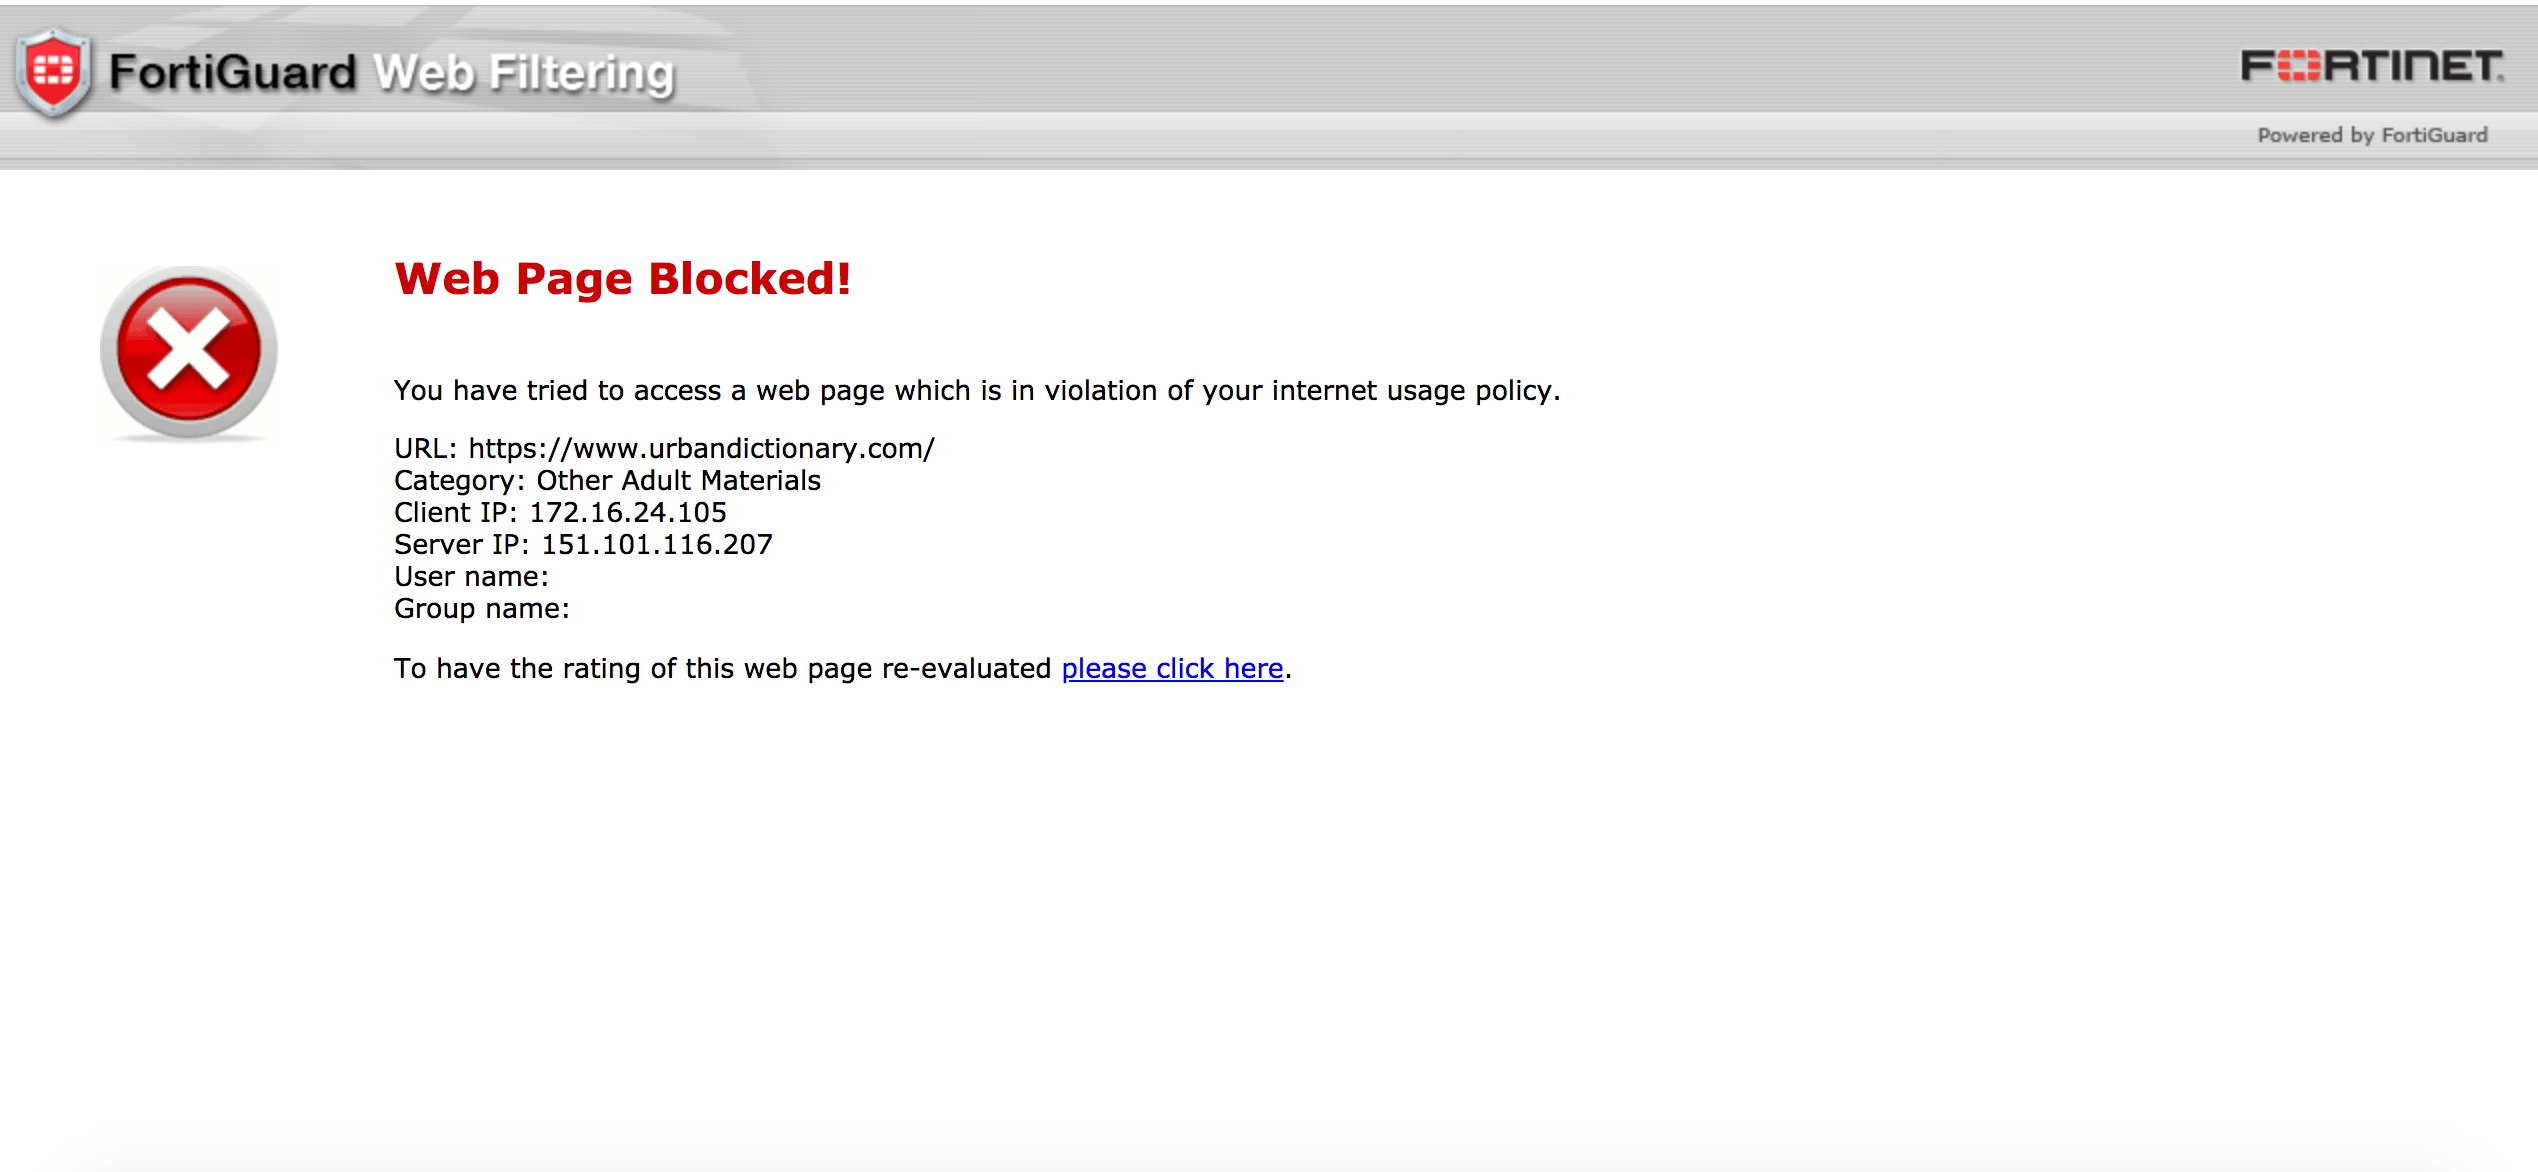 FortiGuard Web Filtering
FORTINET
Powered by FortiGuard
Web Page Blocked!
You have tried to access a web page which is in violation of your internet usage policy.
URL: https://www.urbandictionary.com/
Category: Other Adult Materials
Client IP: 172.16.24.105
Server IP: 151.101.116.207
User name:
Group name:
To have the rating of this web page re-evaluated please click here.